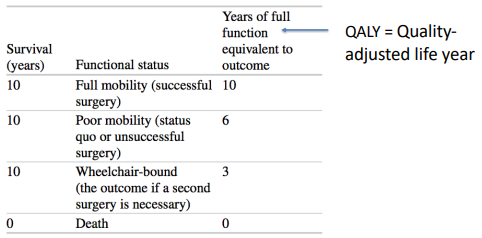 Years of full
function
Survival equivalent to
(years) Functional status outcome
10 Full mobility (successful 10
surgery)
10 Poor mobility (status 6
quo or unsuccessful
surgery)
10 Wheelchair-bound 3
(the outcome if a second
surgery is necessary)
0 Death 0
QALY = Quality-
adjusted life year